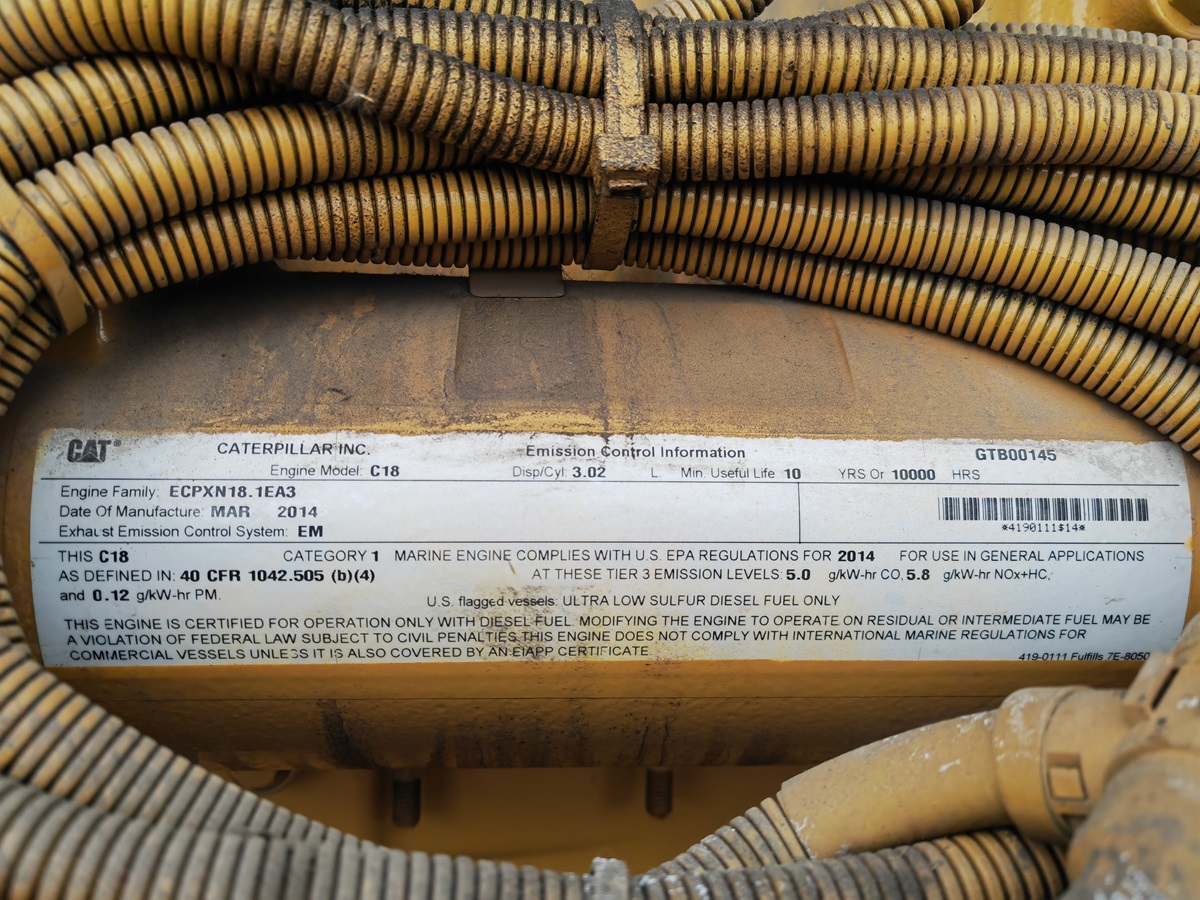 CAT® CATERPILLAR INC. Emission Control Information GTB00145
Engine Model: C18 Disp/Cyl: 3.02 L. Min. Useful Life 10 YRS Or 10000 HRS
Engine Family: ECPXN18.1EA3
Date Of Manufacture: MAR 2014
Exhaust Emission Control System: EM
*4190111$14*
THIS C18 CATEGORY 1 MARINE ENGINE COMPLIES WITH U.S. EPA REGULATIONS FOR 2014 FOR USE IN GENERAL APPLICATIONS
AS DEFINED IN: 40 CFR 1042.505 (b)(4) AT THESE TIER 3 EMISSION LEVELS: 5.0 g/kW-hr CO, 5.8 g/kW-hr NOx+HC,
and 0.12 g/kW-hr PM.
U.S. flagged vessels: ULTRA LOW SULFUR DIESEL FUEL ONLY
THIS ENGINE IS CERTIFIED FOR OPERATION ONLY WITH DIESEL FUEL. MODIFYING THE ENGINE TO OPERATE ON RESIDUAL OR INTERMEDIATE FUEL MAY BE
A VIOLATION OF FEDERAL LAW SUBJECT TO CIVIL PENALTIES.THIS ENGINE DOES NOT COMPLY WITH INTERNATIONAL MARINE REGULATIONS FOR
COMMERCIAL VESSELS UNLESS IT IS ALSO COVERED BY AN EIAPP CERTIFICATE.
419-0111 Fulfills 7E-8050